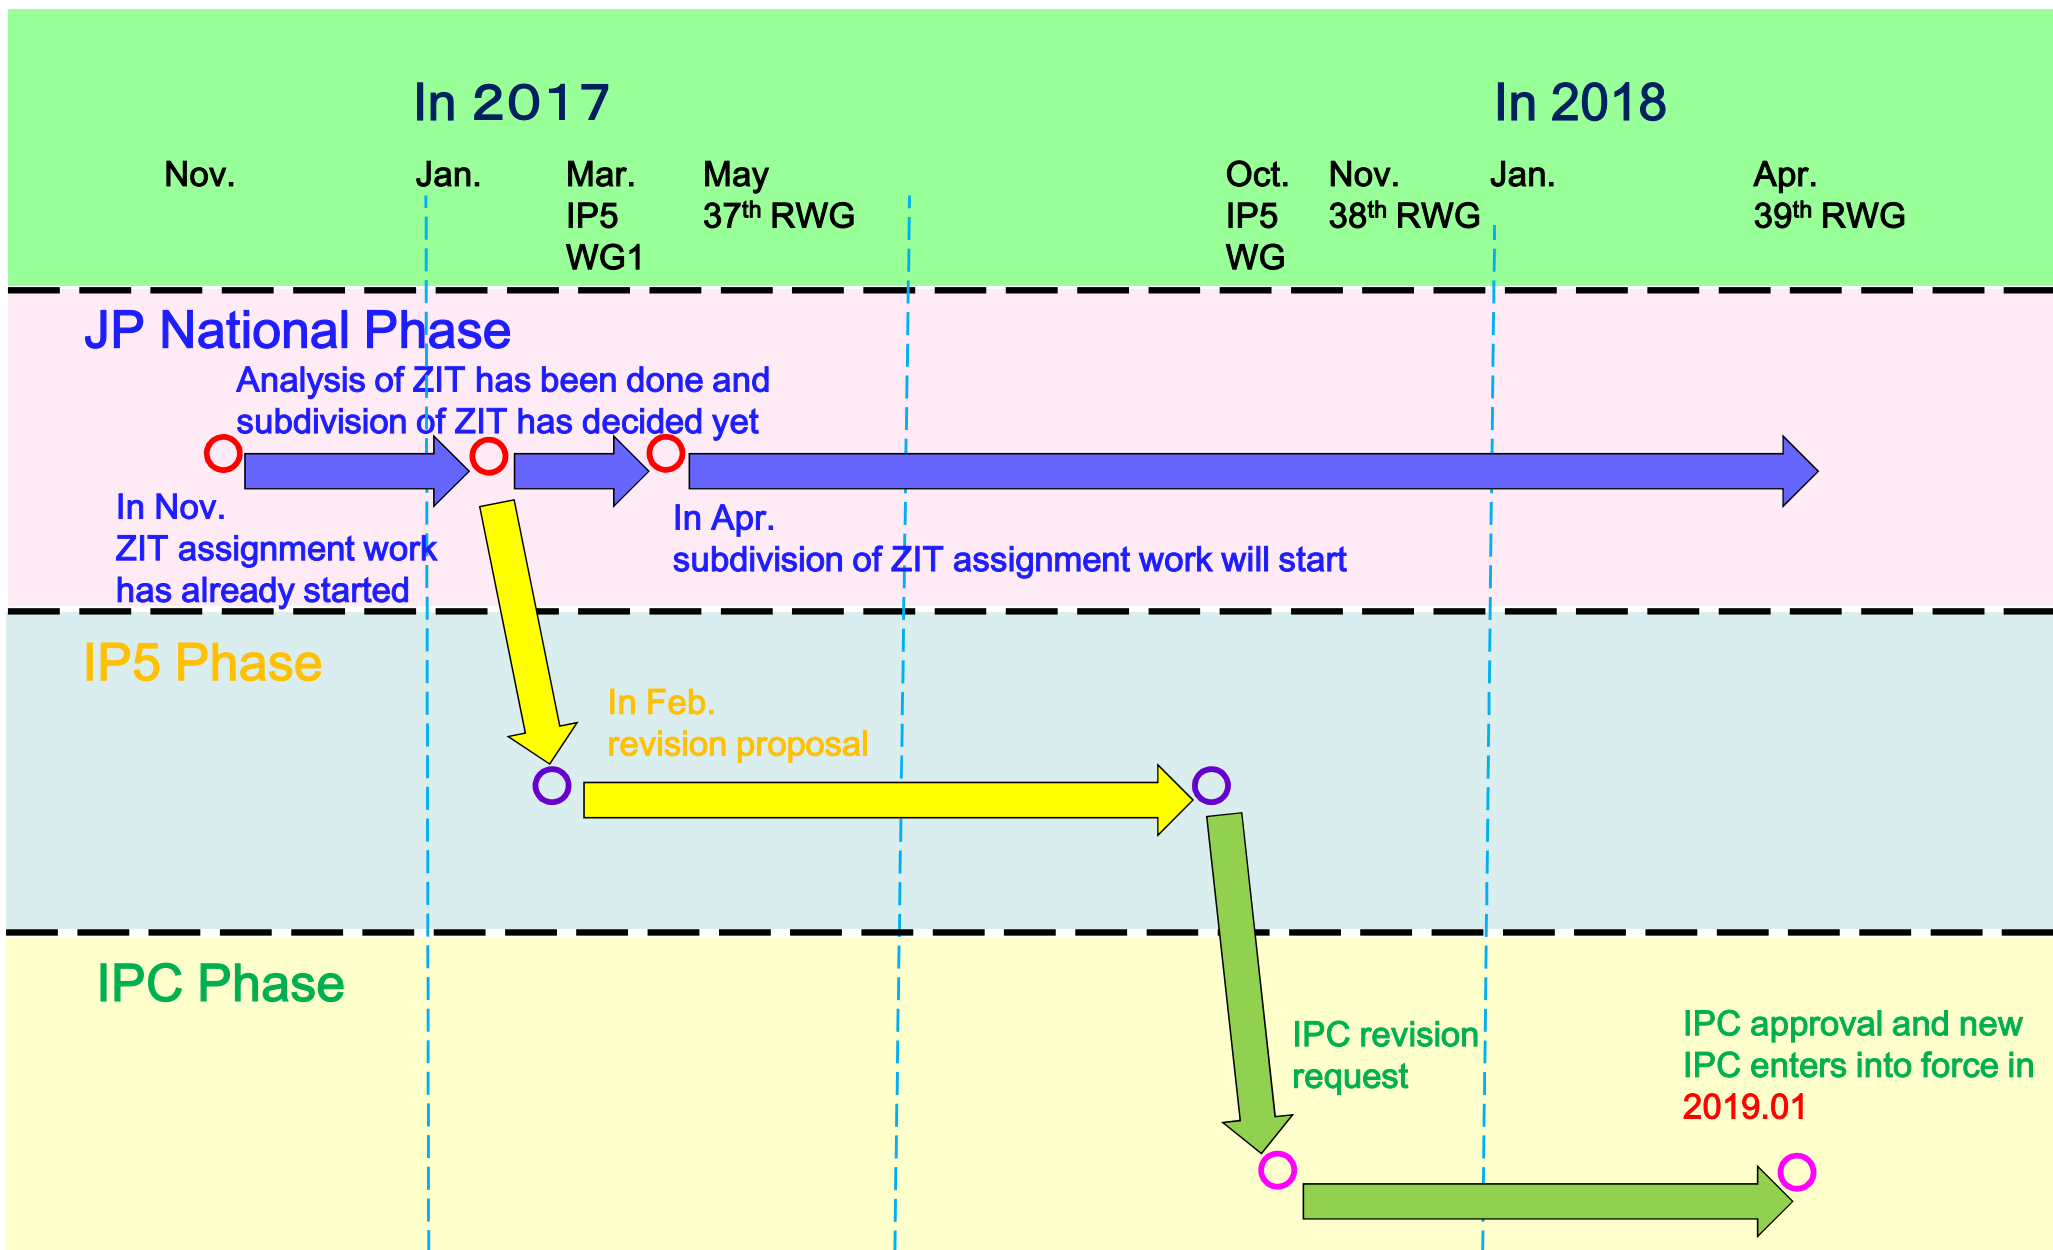 In 2017
In 2018
Nov.
Jan.
Mar.
IP5
WG1
May
37th RWG
Oct.
IP5
WG
Nov.
38th RWG
Jan.
Apr.
39th RWG
JP National Phase
Analysis of ZIT has been done and
subdivision of ZIT has decided yet
In Nov.
ZIT assignment work
has already started
In Apr.
subdivision of ZIT assignment work will start
IP5 Phase
In Feb.
revision proposal
IPC Phase
IPC revision
request
IPC approval and new
IPC enters into force in
2019.01